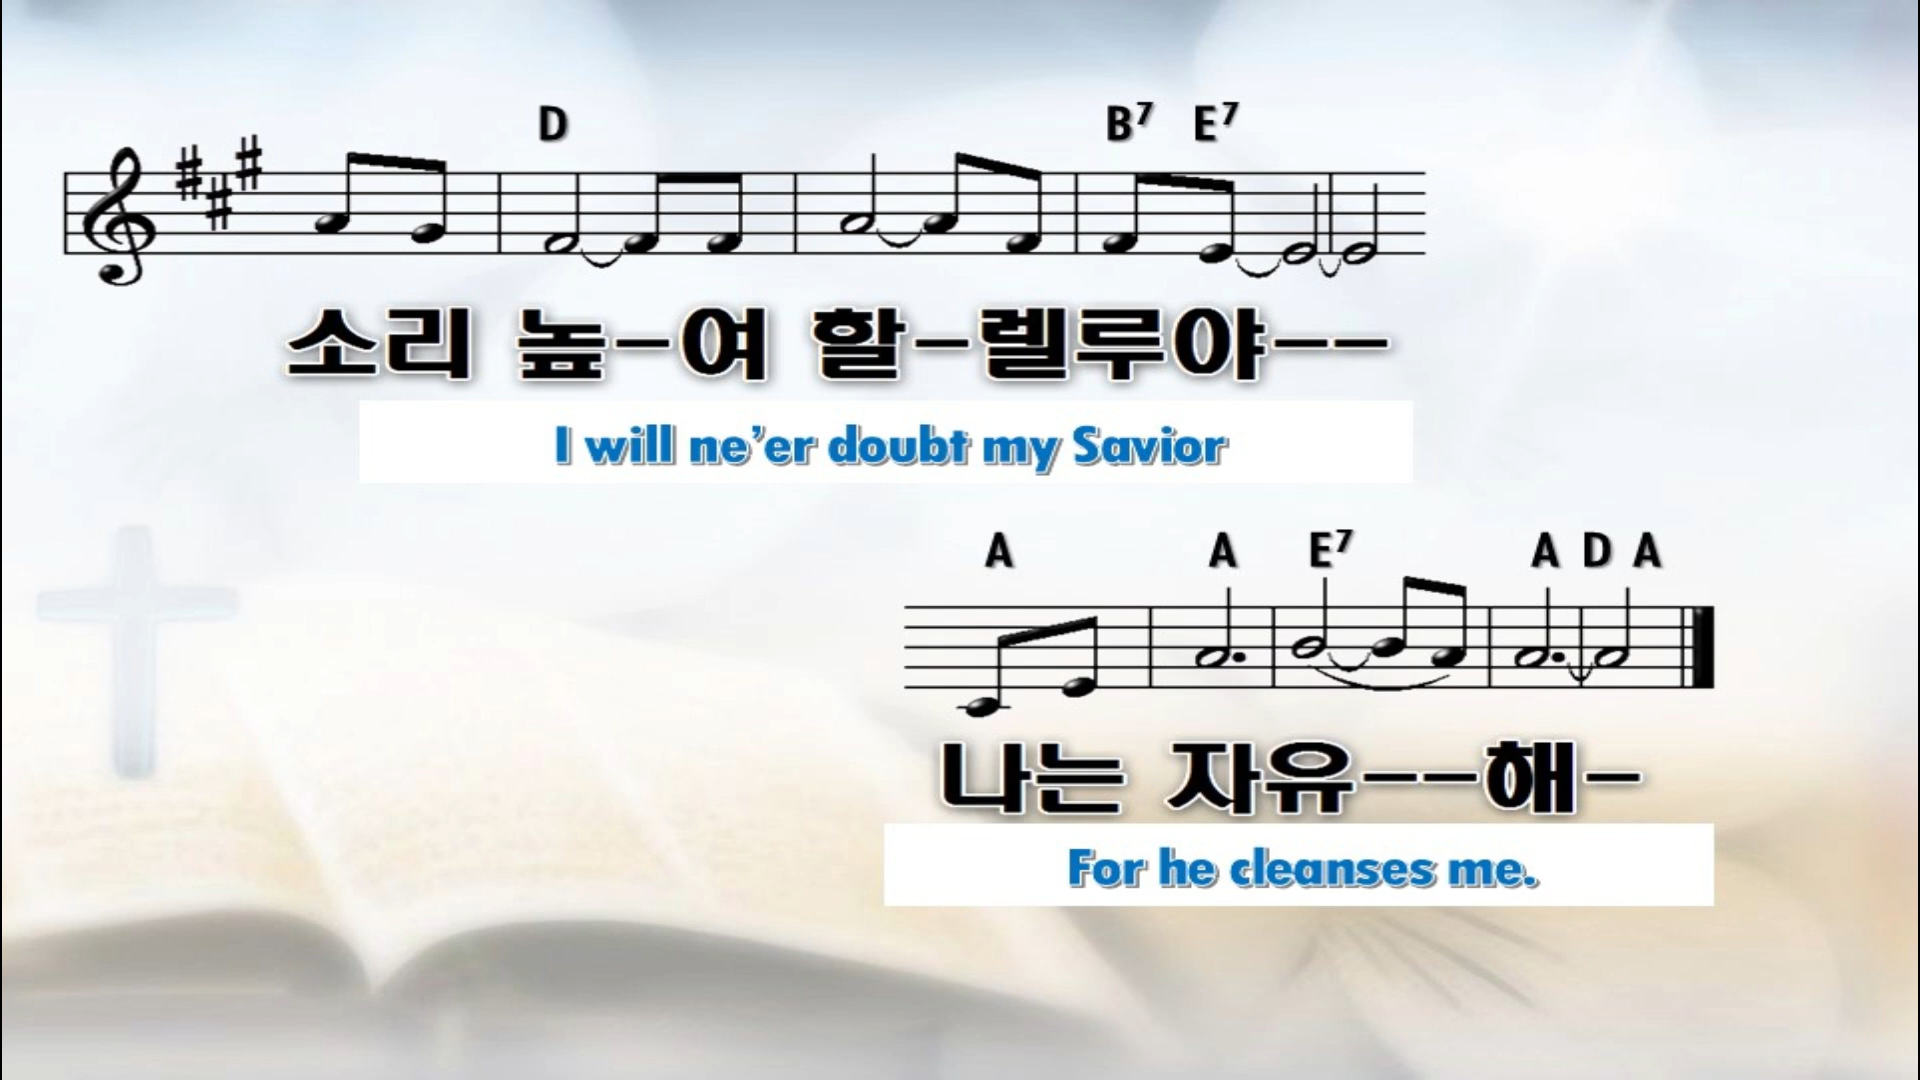 D B⁷ E⁷
소리 높-여 할-렐루야--
I will ne’er doubt my Savior
A A E⁷ A D A
나는 자유--해-
For he cleanses me.